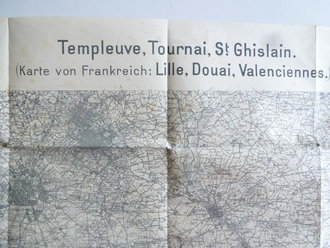 Templeuve, Tournai, St Ghislain.
(Karte von Frankreich: Lille, Douai, Valenciennes.)